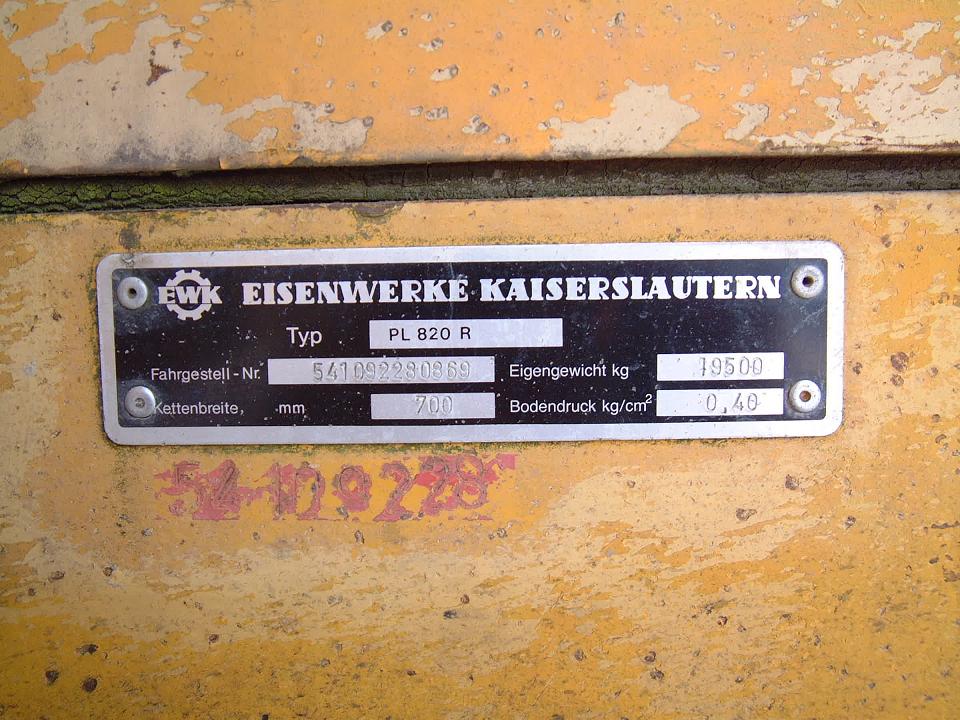 EWK EISENWERKE KAISERSLAUTERN
Typ PL 820 R
Fahrgestell-Nr. 541092280869 Eigengewicht kg 19500
Kettenbreite, mm 700 Bodendruck kg/cm² 0,40
54109228